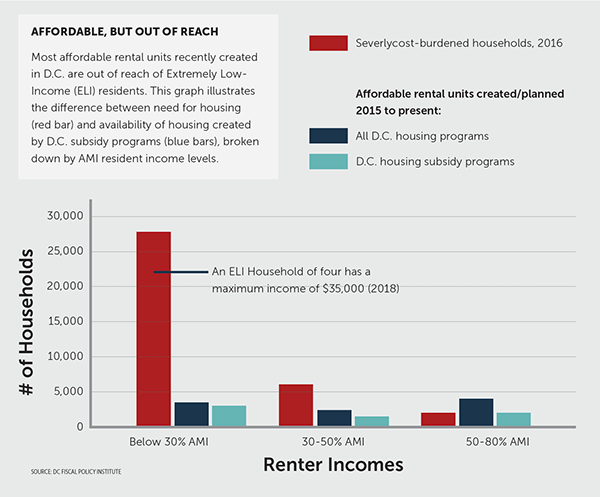 AFFORDABLE, BUT OUT OF REACH
Most affordable rental units recently created
in D.C. are out of reach of Extremely Low-
Income (ELI) residents. This graph illustrates
the difference between need for housing
(red bar) and availability of housing created
by D.C. subsidy programs (blue bars), broken
down by AMI resident income levels.
Severlycost-burdened households, 2016
Affordable rental units created/planned
2015 to present:
All D.C. housing programs
D.C. housing subsidy programs
# of Households
30,000
25,000
20,000
15,000
10,000
5,000
0
An ELI Household of four has a
maximum income of $35,000 (2018)
Below 30% AMI
30-50% AMI
50-80% AMI
Renter Incomes
SOURCE: DC FISCAL POLICY INSTITUTE